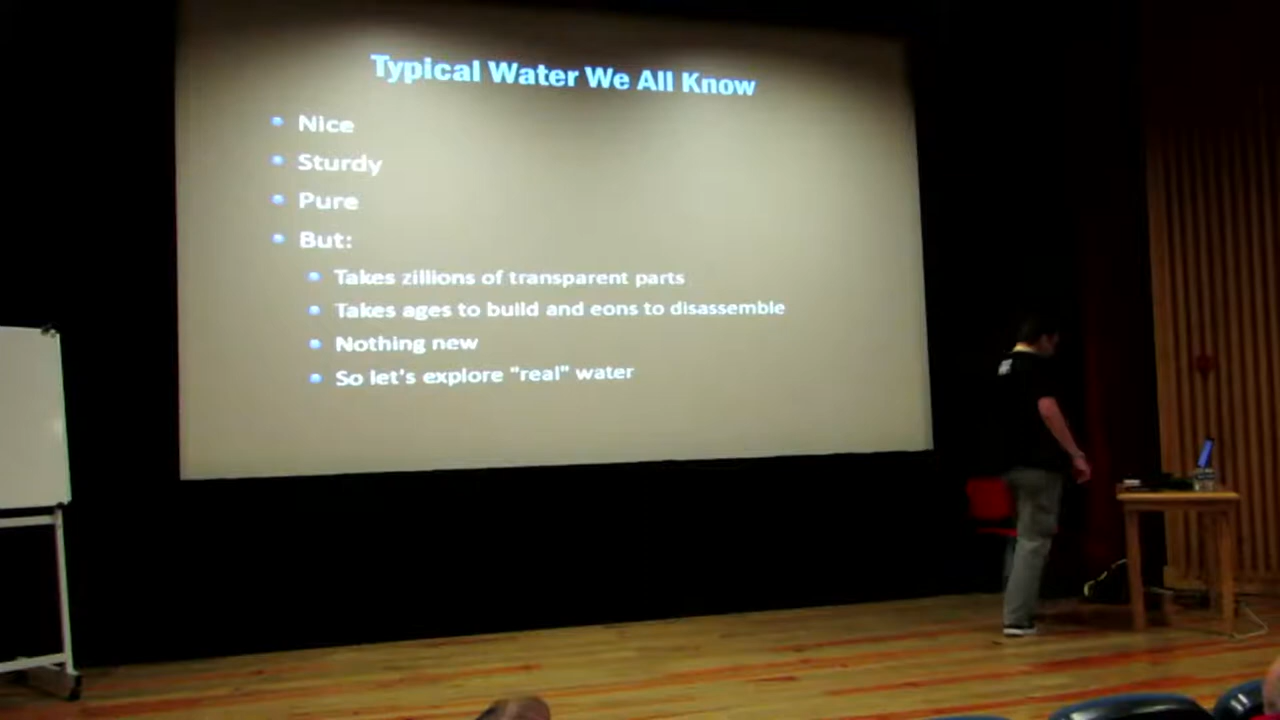 Typical Water We All Know
Nice
Sturdy
Pure
But:
Takes zillions of transparent parts
Takes ages to build and eons to disassemble
Nothing new
So let's explore "real" water